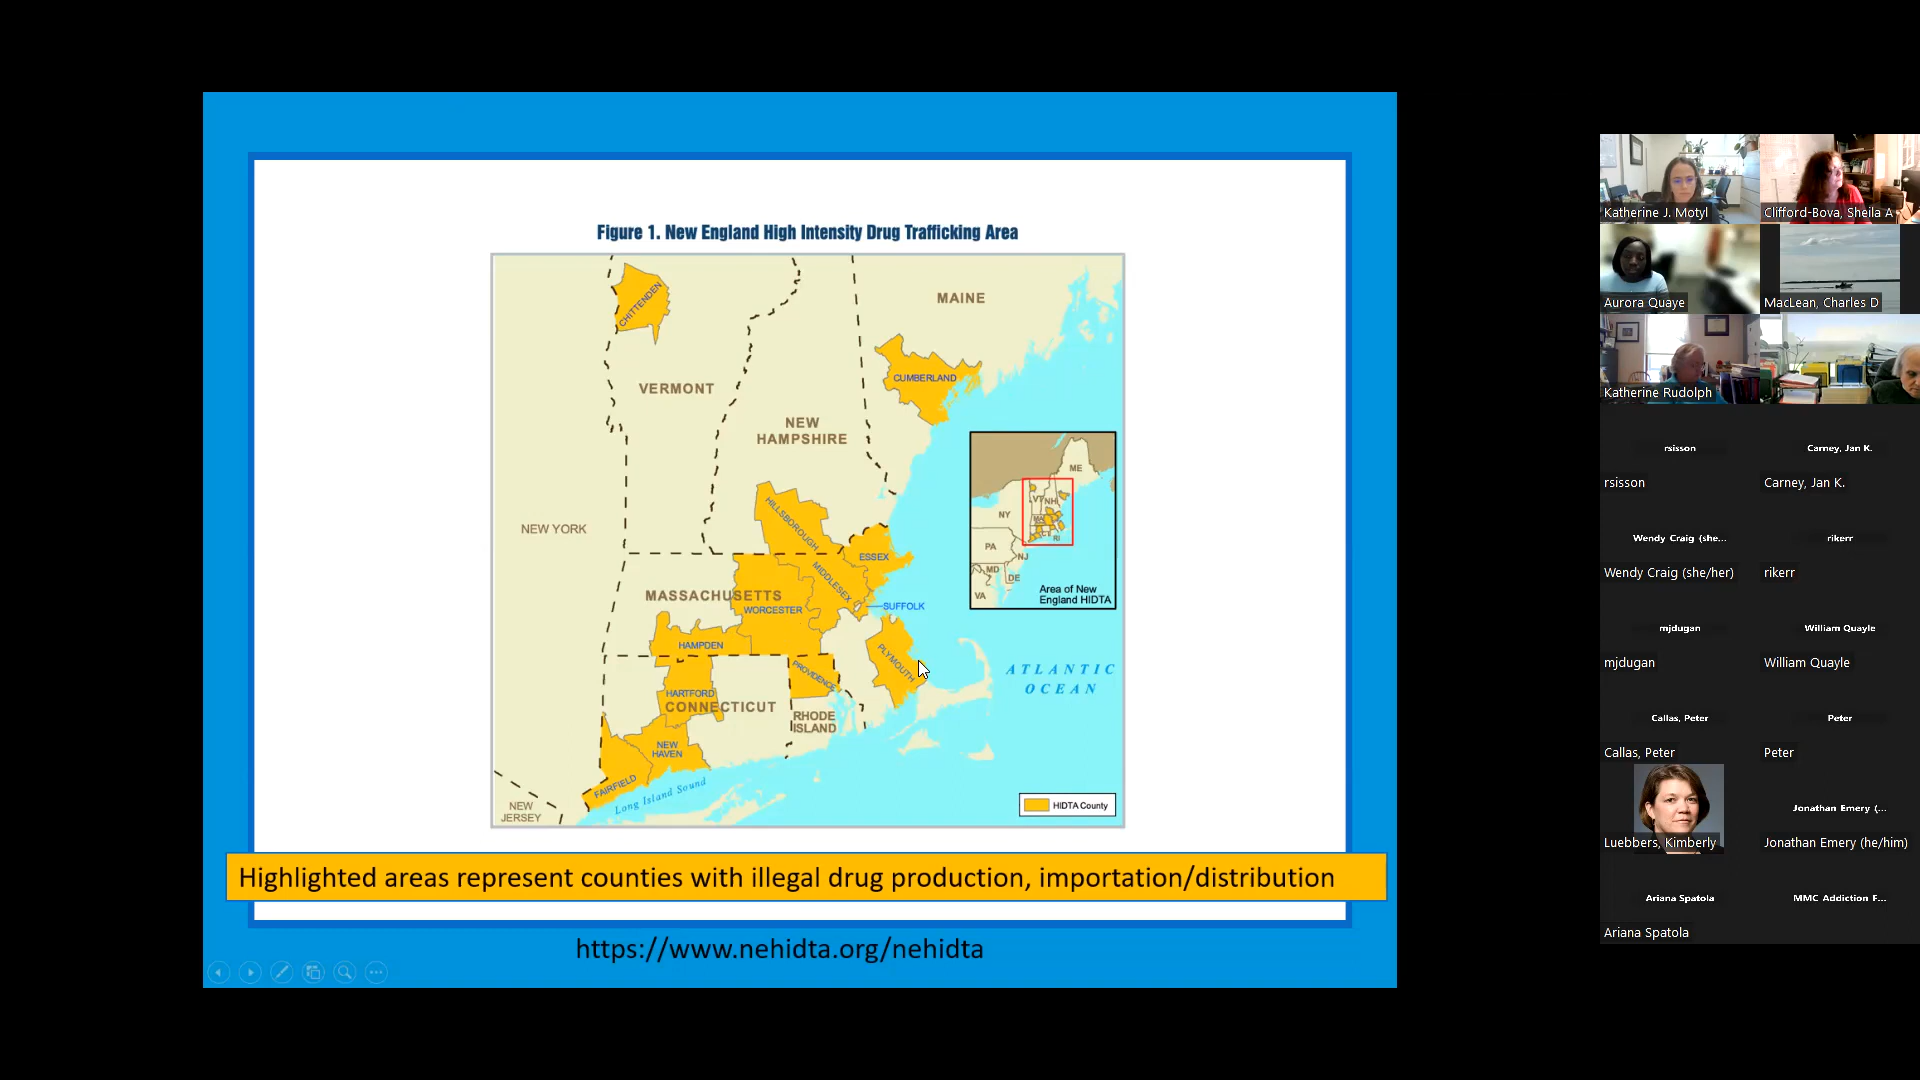 Figure 1. New England High Intensity Drug Trafficking Area
CHITTENDEN
MAINE
CUMBERLAND
VERMONT
NEW
HAMPSHIRE
NEW YORK
HILLSBOROUGH
ESSEX
MIDDLESEX
MASSACHUSETTS
WORCESTER
SUFFOLK
HAMPDEN
PLYMOUTH
PROVIDENCE
HARTFORD
CONNECTICUT
RHODE
ISLAND
NEW
HAVEN
FAIRFIELD
Long Island Sound
NEW
JERSEY
ATLANTIC
OCEAN
ME
VT
NH
NY
MA
CT
RI
PA
NJ
MD
DE
VA
Area of New
England HIDTA
HIDTA County
Highlighted areas represent counties with illegal drug production, importation/distribution
https://www.nehidta.org/nehidta
Katherine J. Motyl
Clifford-Bova, Sheila A
Aurora Quaye
MacLean, Charles D
Katherine Rudolph
rsisson
Carney, Jan K.
rsisson
Carney, Jan K.
Wendy Craig (she...
rikerr
Wendy Craig (she/her)
rikerr
mjdugan
William Quayle
mjdugan
William Quayle
Callas, Peter
Peter
Callas, Peter
Peter
Jonathan Emery (...
Luebbers, Kimberly
Jonathan Emery (he/him)
Ariana Spatola
MMC Addiction F...
Ariana Spatola